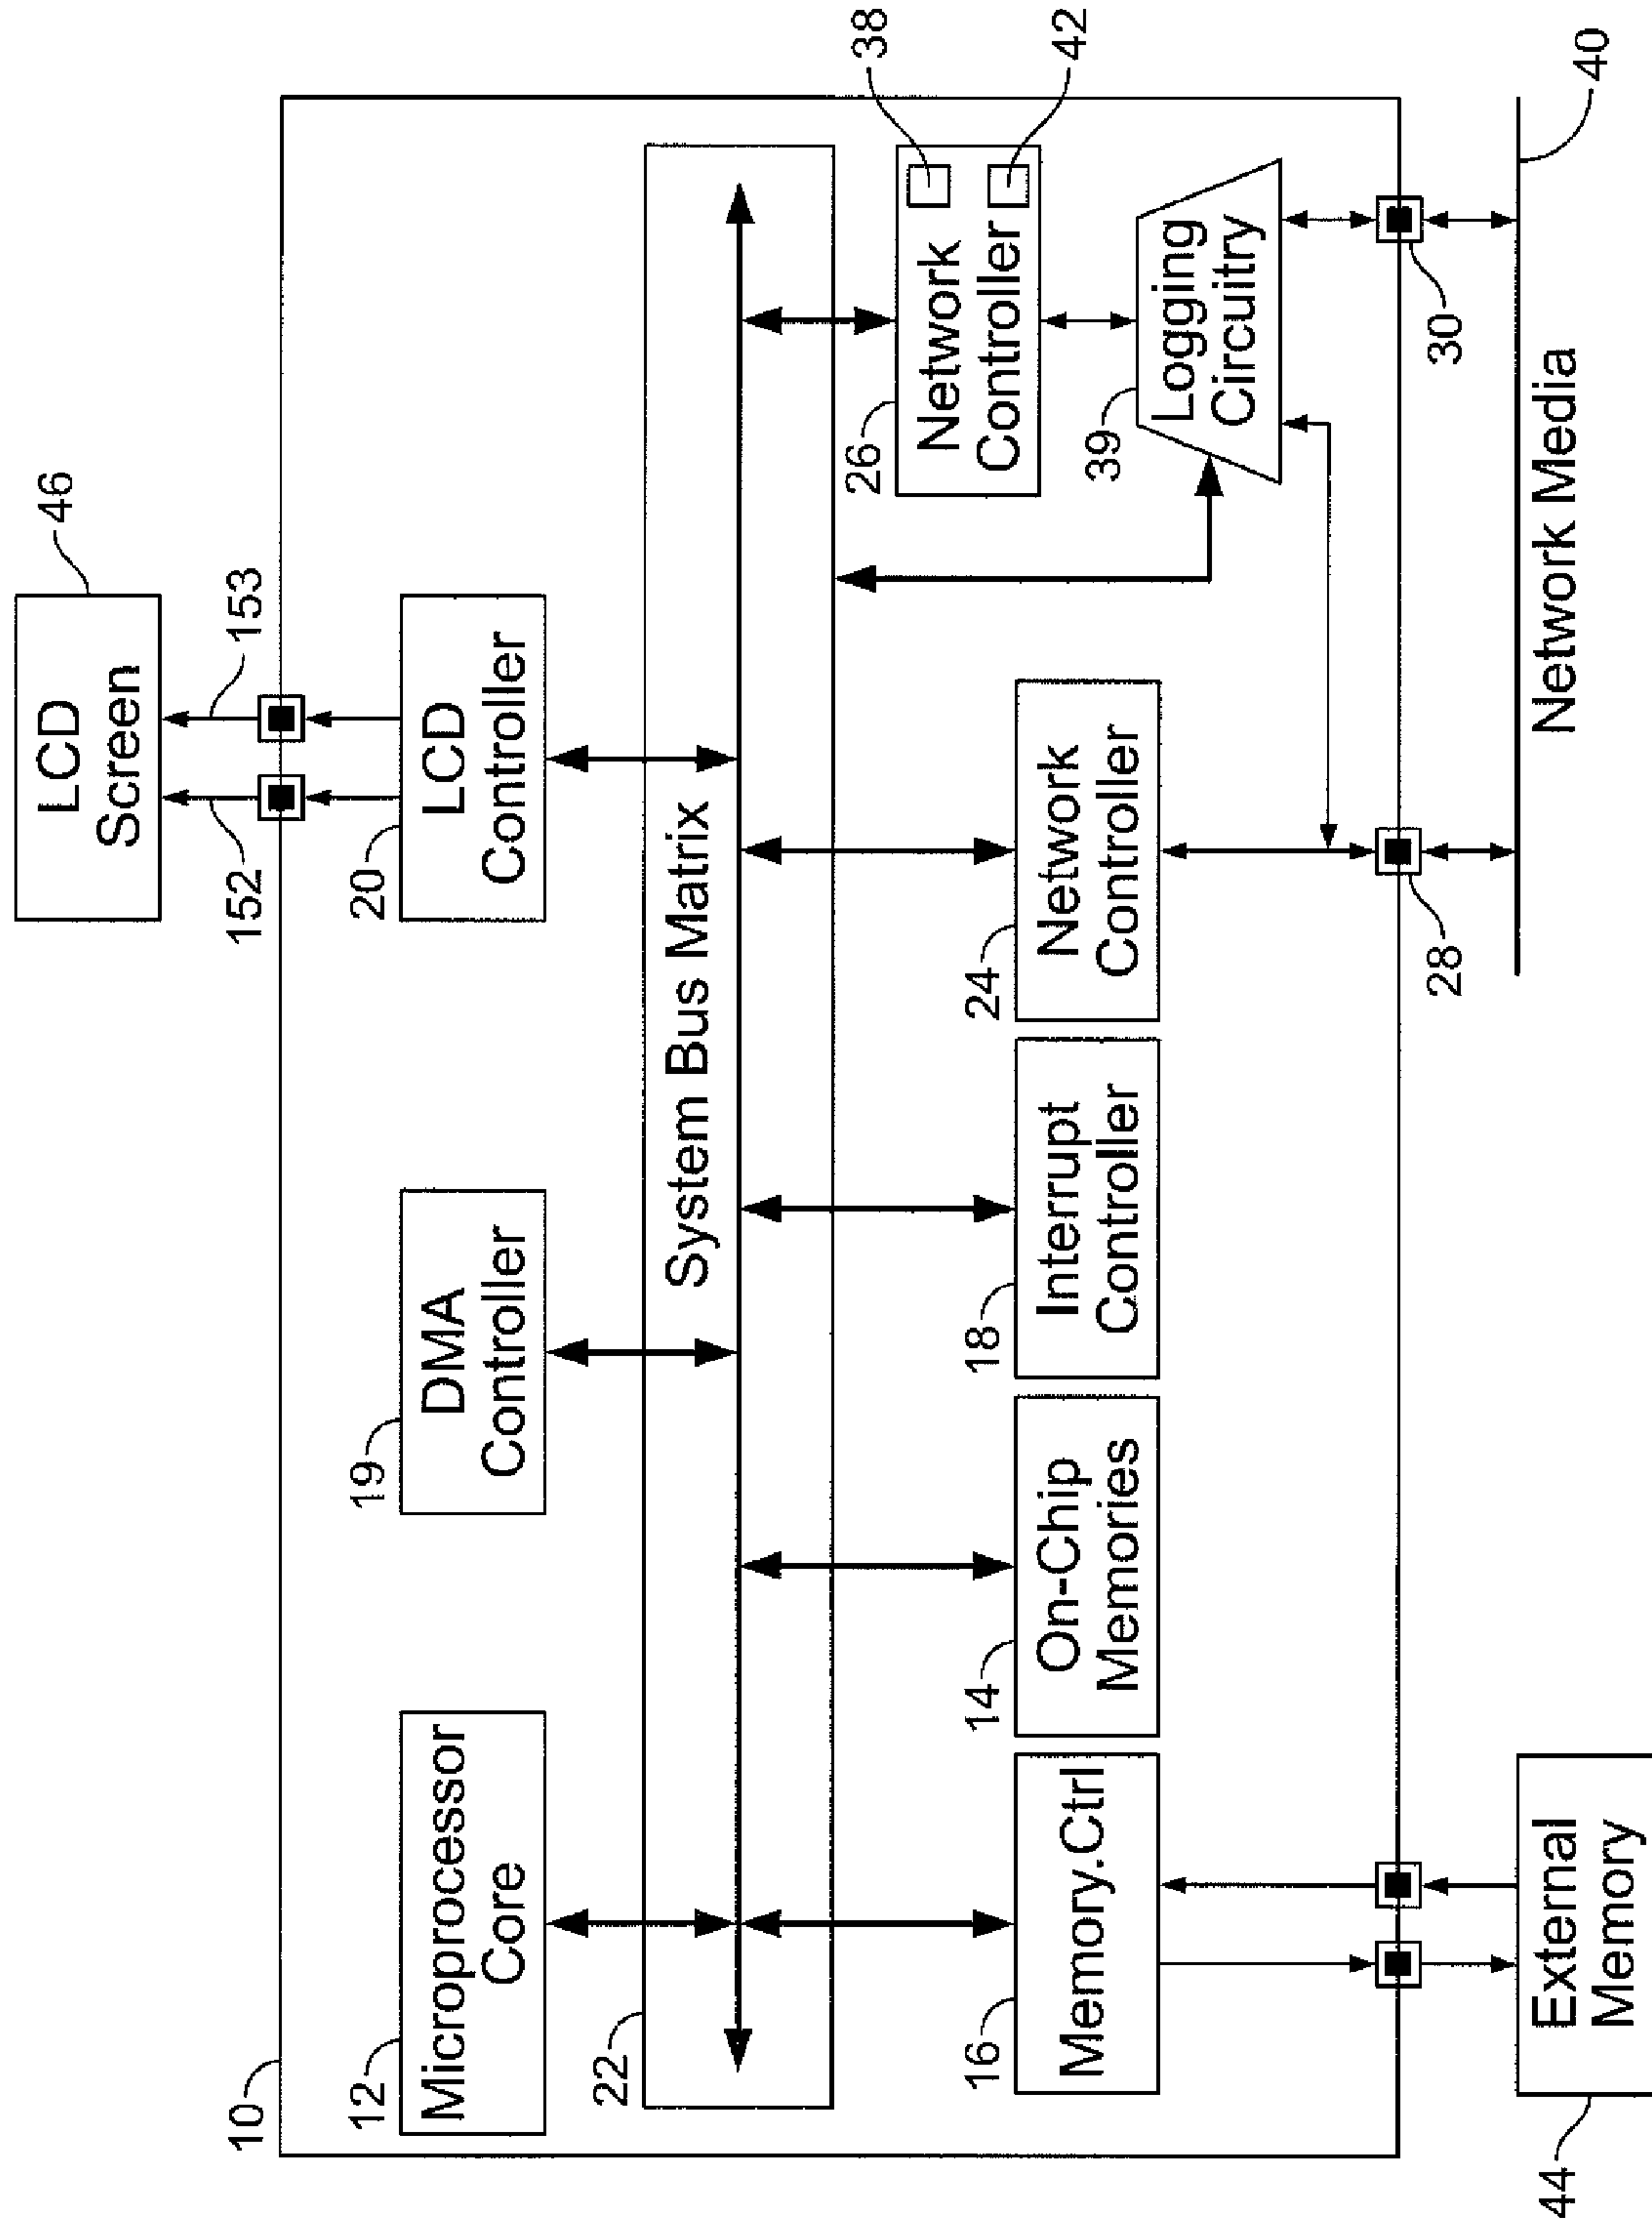 LCD
Screen
46
152
153
10
12
Microprocessor
Core
19
DMA
Controller
20
LCD
Controller
22
System Bus Matrix
16
Memory.Ctrl
14
On-Chip
Memories
18
Interrupt
Controller
24
Network
Controller
26
Network
Controller
38
42
39
Logging
Circuitry
28
30
44
External
Memory
Network Media
40